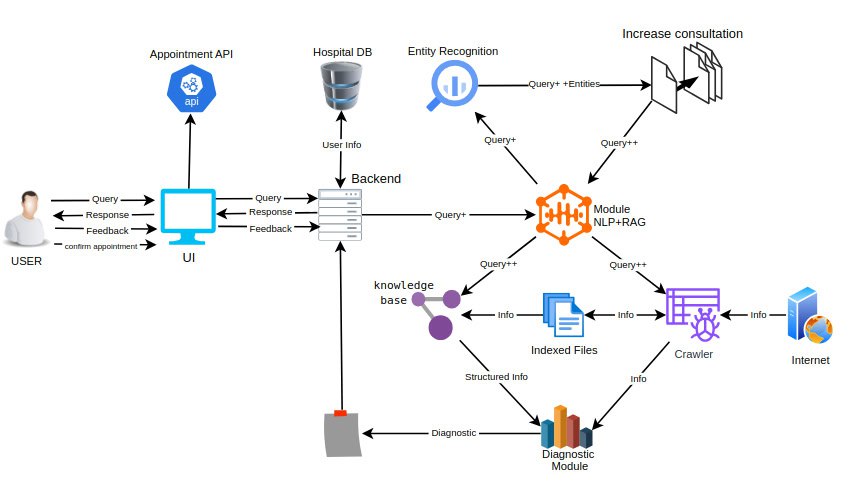 Increase consultation
Appointment API
Hospital DB
Entity Recognition
api
Query+ +Entities
User Info
Query+
Query++
Backend
Query
Response
Feedback
confirm appointment
USER
UI
Query
Response
Feedback
Query+
Module
NLP+RAG
Query++
Query++
knowledge
base
Info
Info
Info
Indexed Files
Crawler
Internet
Structured Info
Info
Diagnostic
Diagnostic
Module